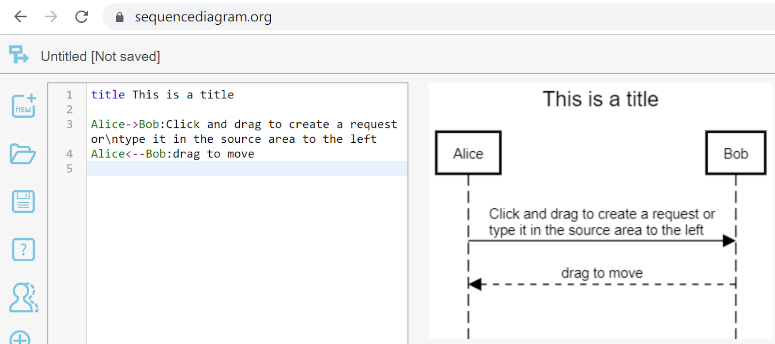 sequencediagram.org
Untitled [Not saved]
NEW
?
1 title This is a title
2
3 Alice->Bob:Click and drag to create a request
or\ntype it in the source area to the left
4 Alice<--Bob:drag to move
5
This is a title
Alice
Bob
Click and drag to create a request or
type it in the source area to the left
drag to move